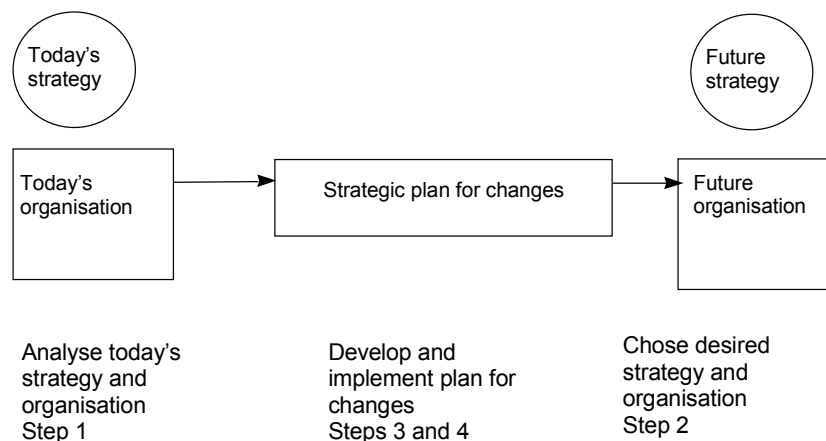 Today's
strategy
Future
strategy
Today's
organisation
Strategic plan for changes
Future
organisation
Analyse today's
strategy and
organisation
Step 1
Develop and
implement plan for
changes
Steps 3 and 4
Chose desired
strategy and
organisation
Step 2